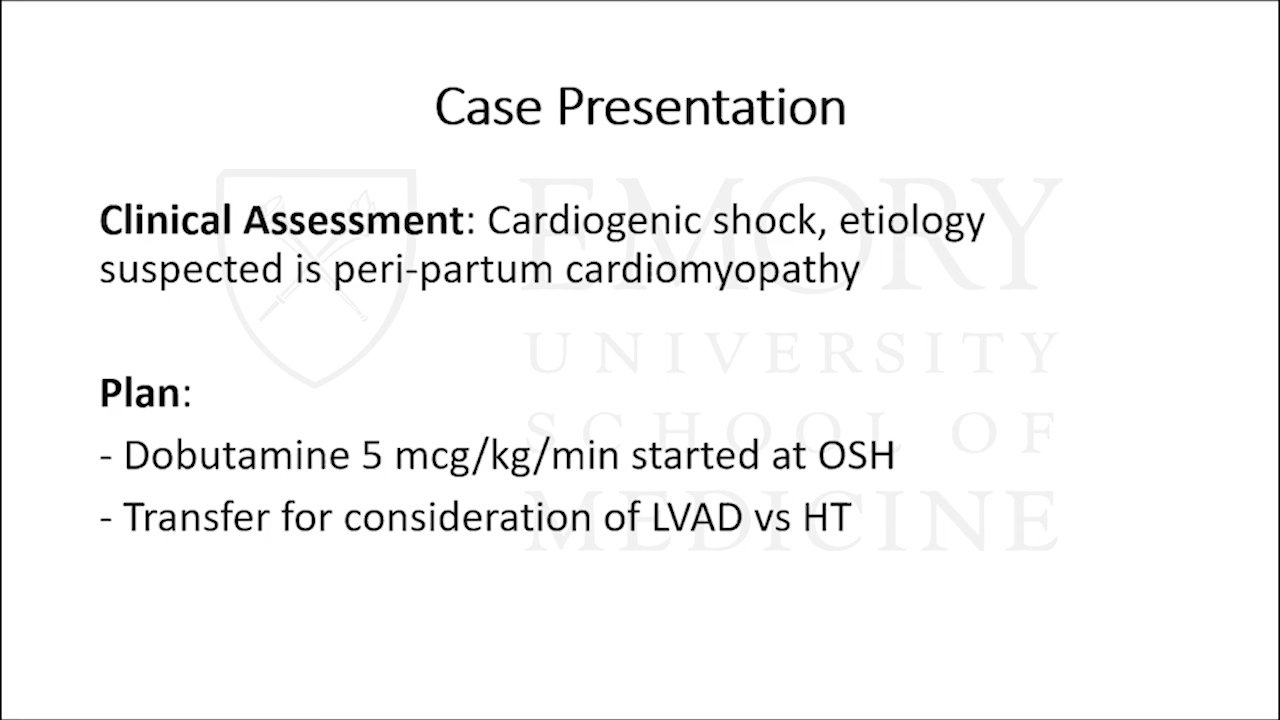 Case Presentation
Clinical Assessment: Cardiogenic shock, etiology
suspected is peri-partum cardiomyopathy
Plan:
- Dobutamine 5 mcg/kg/min started at OSH
- Transfer for consideration of LVAD vs HT
EMORY
UNIVERSITY
SCHOOL OF
MEDICINE